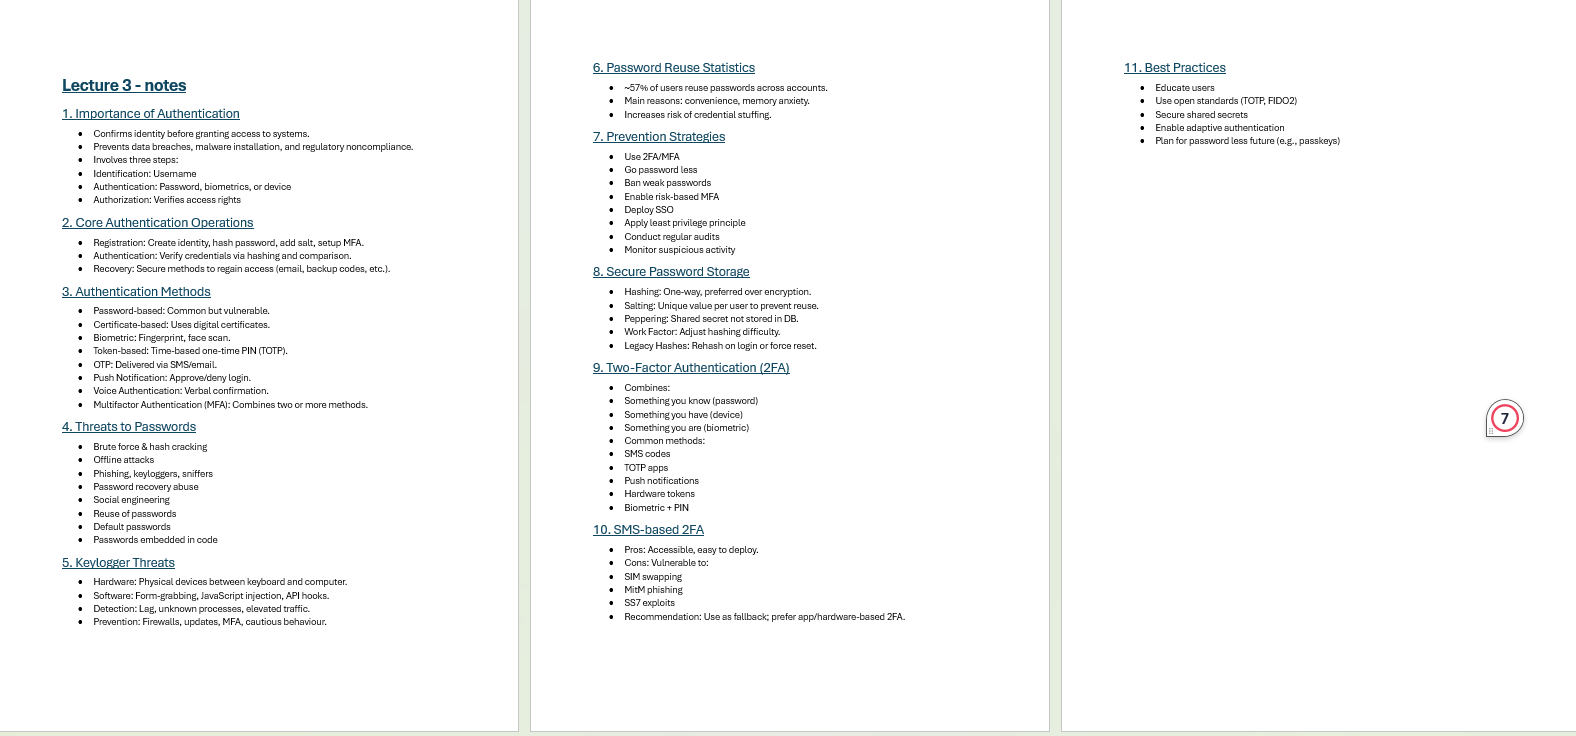 Lecture 3 - notes
1. Importance of Authentication
• Confirms identity before granting access to systems.
• Prevents data breaches, malware installation, and regulatory noncompliance.
• Involves three steps:
• Identification: Username
• Authentication: Password, biometrics, or device
• Authorization: Verifies access rights
2. Core Authentication Operations
• Registration: Create identity, hash password, add salt, setup MFA.
• Authentication: Verify credentials via hashing and comparison.
• Recovery: Secure methods to regain access (email, backup codes, etc.).
3. Authentication Methods
• Password-based: Common but vulnerable.
• Certificate-based: Uses digital certificates.
• Biometric: Fingerprint, face scan.
• Token-based: Time-based one-time PIN (TOTP).
• OTP: Delivered via SMS/email.
• Push Notification: Approve/deny login.
• Voice Authentication: Verbal confirmation.
• Multifactor Authentication (MFA): Combines two or more methods.
4. Threats to Passwords
• Brute force & hash cracking
• Offline attacks
• Phishing, keyloggers, sniffers
• Password recovery abuse
• Social engineering
• Reuse of passwords
• Default passwords
• Passwords embedded in code
5. Keylogger Threats
• Hardware: Physical devices between keyboard and computer.
• Software: Form-grabbing, JavaScript injection, API hooks.
• Detection: Lag, unknown processes, elevated traffic.
• Prevention: Firewalls, updates, MFA, cautious behaviour.
6. Password Reuse Statistics
• ~57% of users reuse passwords across accounts.
• Main reasons: convenience, memory anxiety.
• Increases risk of credential stuffing.
7. Prevention Strategies
• Use 2FA/MFA
• Go password less
• Ban weak passwords
• Enable risk-based MFA
• Deploy SSO
• Apply least privilege principle
• Conduct regular audits
• Monitor suspicious activity
8. Secure Password Storage
• Hashing: One-way, preferred over encryption.
• Salting: Unique value per user to prevent reuse.
• Peppering: Shared secret not stored in DB.
• Work Factor: Adjust hashing difficulty.
• Legacy Hashes: Rehash on login or force reset.
9. Two-Factor Authentication (2FA)
• Combines:
• Something you know (password)
• Something you have (device)
• Something you are (biometric)
• Common methods:
• SMS codes
• TOTP apps
• Push notifications
• Hardware tokens
• Biometric + PIN
10. SMS-based 2FA
• Pros: Accessible, easy to deploy.
• Cons: Vulnerable to:
• SIM swapping
• MitM phishing
• SS7 exploits
• Recommendation: Use as fallback; prefer app/hardware-based 2FA.
11. Best Practices
• Educate users
• Use open standards (TOTP, FIDO2)
• Secure shared secrets
• Enable adaptive authentication
• Plan for password less future (e.g., passkeys)
7